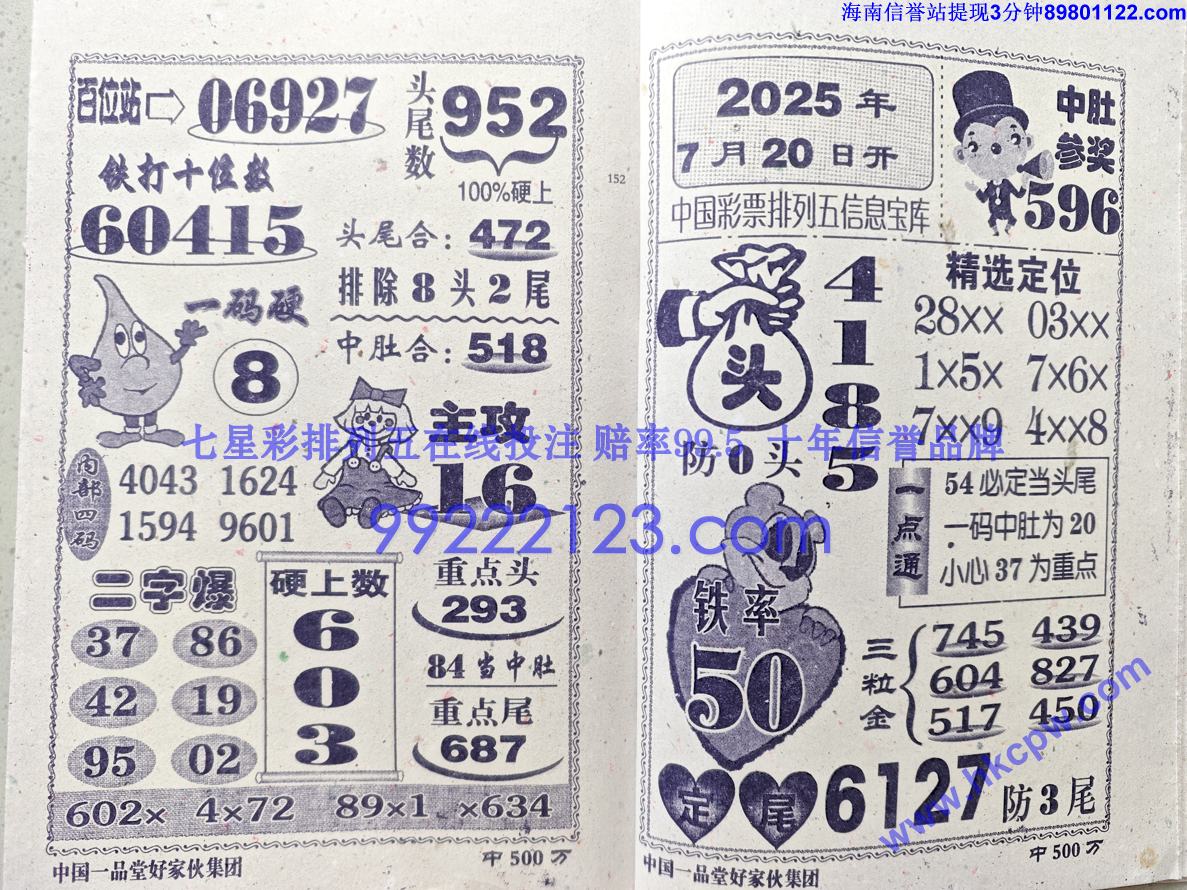 海南信誉站提现3分钟89801122.com
百位站 06927
头尾数 952
100%硬上
铁打十位数
60415
头尾合: 472
排除8头2尾
中肚合: 518
一码硬
8
主攻
16
内部四码
4043 1624
1594 9601
二字爆
37 86
42 19
95 02
硬上数
6
0
3
重点头
293
84当中肚
重点尾
687
602× 4×72 89×1 ×634
中国一品堂好家伙集团
中500万
152
2025年
7月20日开
中国彩票排列五信息宝库
中肚
参奖
596
头
4
1
8
5
防0头
精选定位
28×× 03××
1×5× 7×6×
7××9 4××8
一点通
54必定当头尾
一码中肚为20
小心37为重点
铁率
50
三粒金
745 439
604 827
517 450
定尾 6127 防3尾
中国一品堂好家伙集团
中500万
七星彩排列五在线投注 赔率99.5 十年信誉品牌
99222123.com
www.hkcpw.com